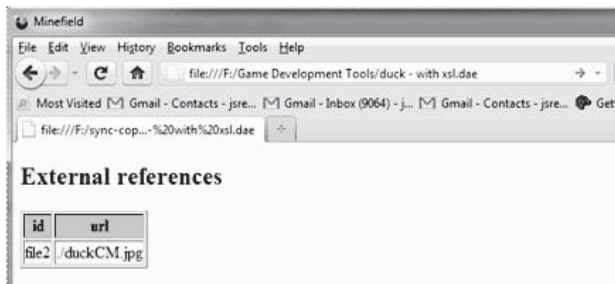 Minefield
File Edit View History Bookmarks Tools Help
file:///F:/Game Development Tools/duck - with xsl.dae
Most Visited Gmail - Contacts - jsre... Gmail - Inbox (9064) - j... Gmail - Contacts - jsre... Get
file:///F:/sync-cop...-%20with%20xsl.dae
External references
id url
file2 ./duckCM.jpg